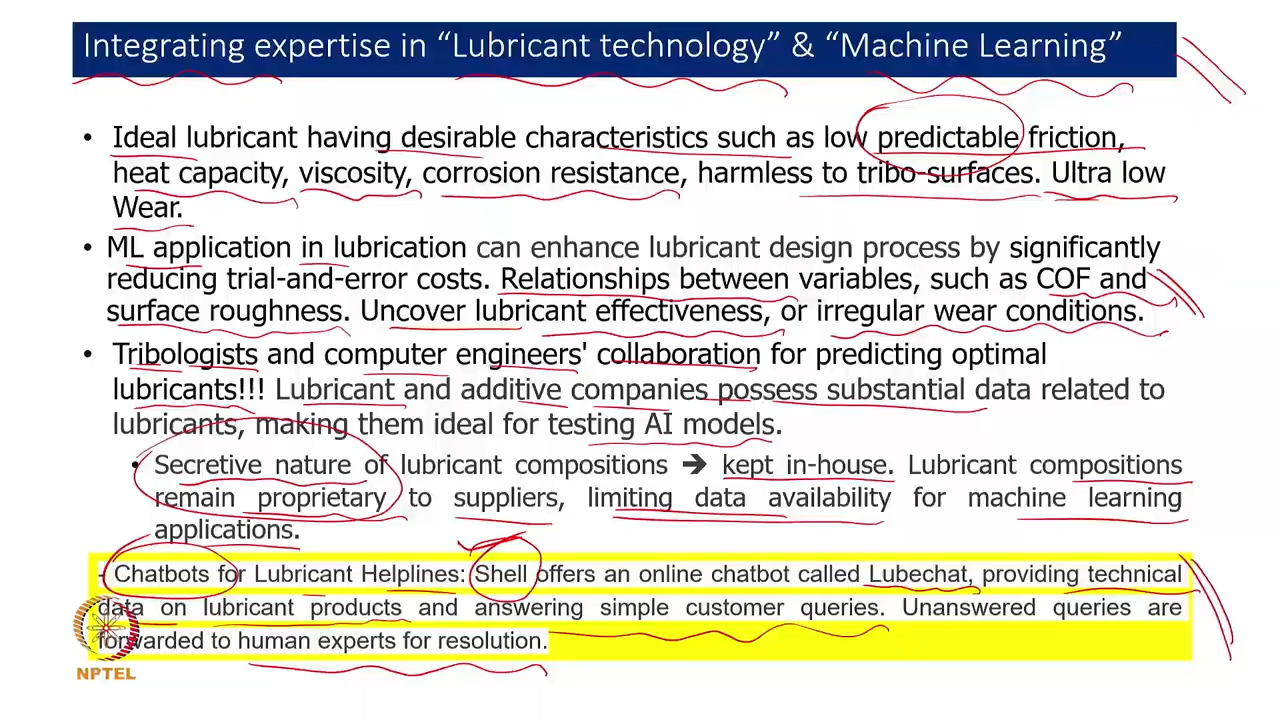 Integrating expertise in “Lubricant technology” & “Machine Learning”
• Ideal lubricant having desirable characteristics such as low predictable friction,
heat capacity, viscosity, corrosion resistance, harmless to tribo-surfaces. Ultra low
Wear.
• ML application in lubrication can enhance lubricant design process by significantly
reducing trial-and-error costs. Relationships between variables, such as COF and
surface roughness. Uncover lubricant effectiveness, or irregular wear conditions.
• Tribologists and computer engineers' collaboration for predicting optimal
lubricants!!! Lubricant and additive companies possess substantial data related to
lubricants, making them ideal for testing AI models.
• Secretive nature of lubricant compositions ➔ kept in-house. Lubricant compositions
remain proprietary to suppliers, limiting data availability for machine learning
applications.
- Chatbots for Lubricant Helplines: Shell offers an online chatbot called Lubechat, providing technical
data on lubricant products and answering simple customer queries. Unanswered queries are
forwarded to human experts for resolution.
NPTEL